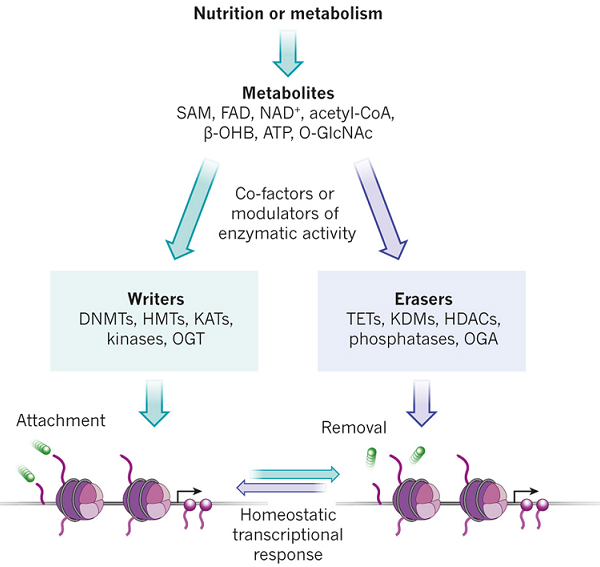 Nutrition or metabolism
Metabolites
SAM, FAD, NAD⁺, acetyl-CoA,
β-OHB, ATP, O-GlcNAc
Co-factors or
modulators of
enzymatic activity
Writers
DNMTs, HMTs, KATs,
kinases, OGT
Erasers
TETs, KDMs, HDACs,
phosphatases, OGA
Attachment
Removal
Homeostatic
transcriptional
response